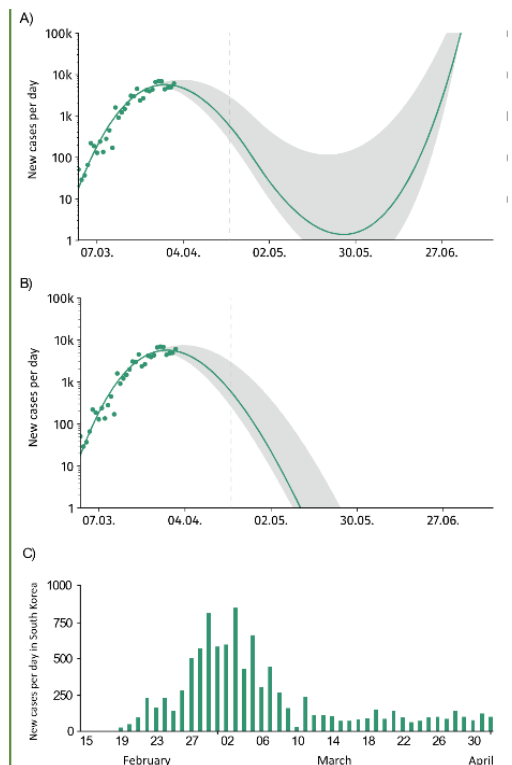 A)
New cases per day
100k
10k
1k
100
10
1
07.03. 04.04. 02.05. 30.05. 27.06.
B)
New cases per day
100k
10k
1k
100
10
1
07.03. 04.04. 02.05. 30.05. 27.06.
C)
New cases per day in South Korea
1000
750
500
250
0
15 19 23 27 02 06 10 14 18 22 26 30 02
February March April